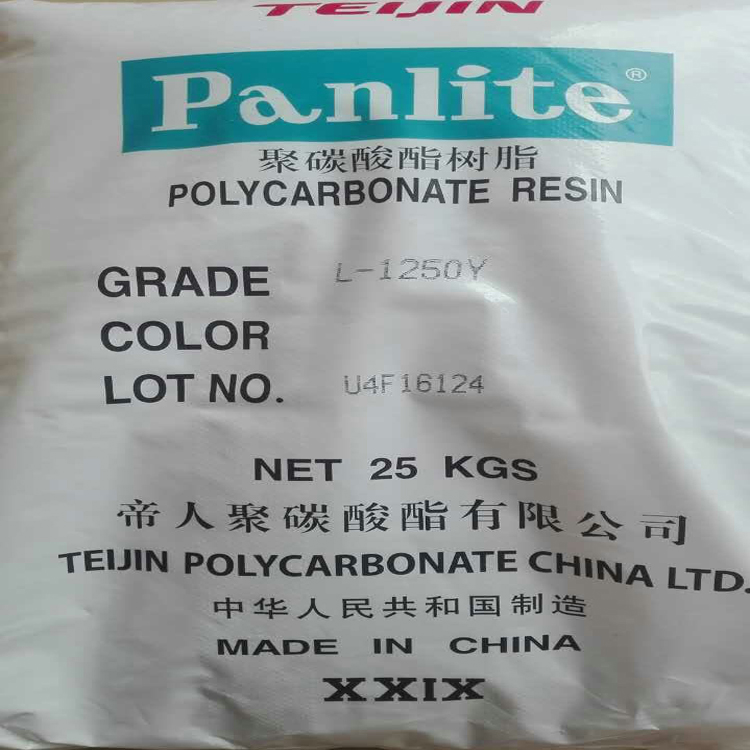 TEIJIN
Panlite®
聚碳酸酯树脂
POLYCARBONATE RESIN
GRADE L-1250Y
COLOR
LOT NO. U4F16124
NET 25 KGS
帝人聚碳酸酯有限公司
TEIJIN POLYCARBONATE CHINA LTD.
中华人民共和国制造
MADE IN CHINA
XXIX